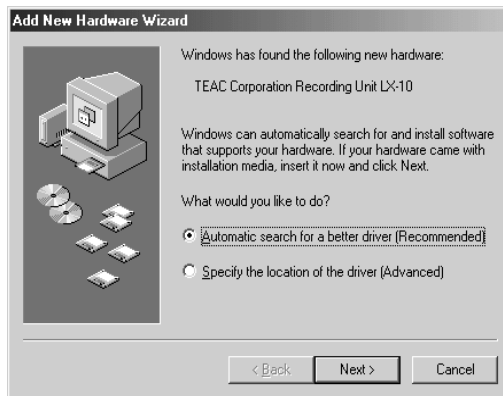 Add New Hardware Wizard
Windows has found the following new hardware:
TEAC Corporation Recording Unit LX-10
Windows can automatically search for and install software
that supports your hardware. If your hardware came with
installation media, insert it now and click Next.
What would you like to do?
Automatic search for a better driver (Recommended)
Specify the location of the driver (Advanced)
< Back
Next >
Cancel